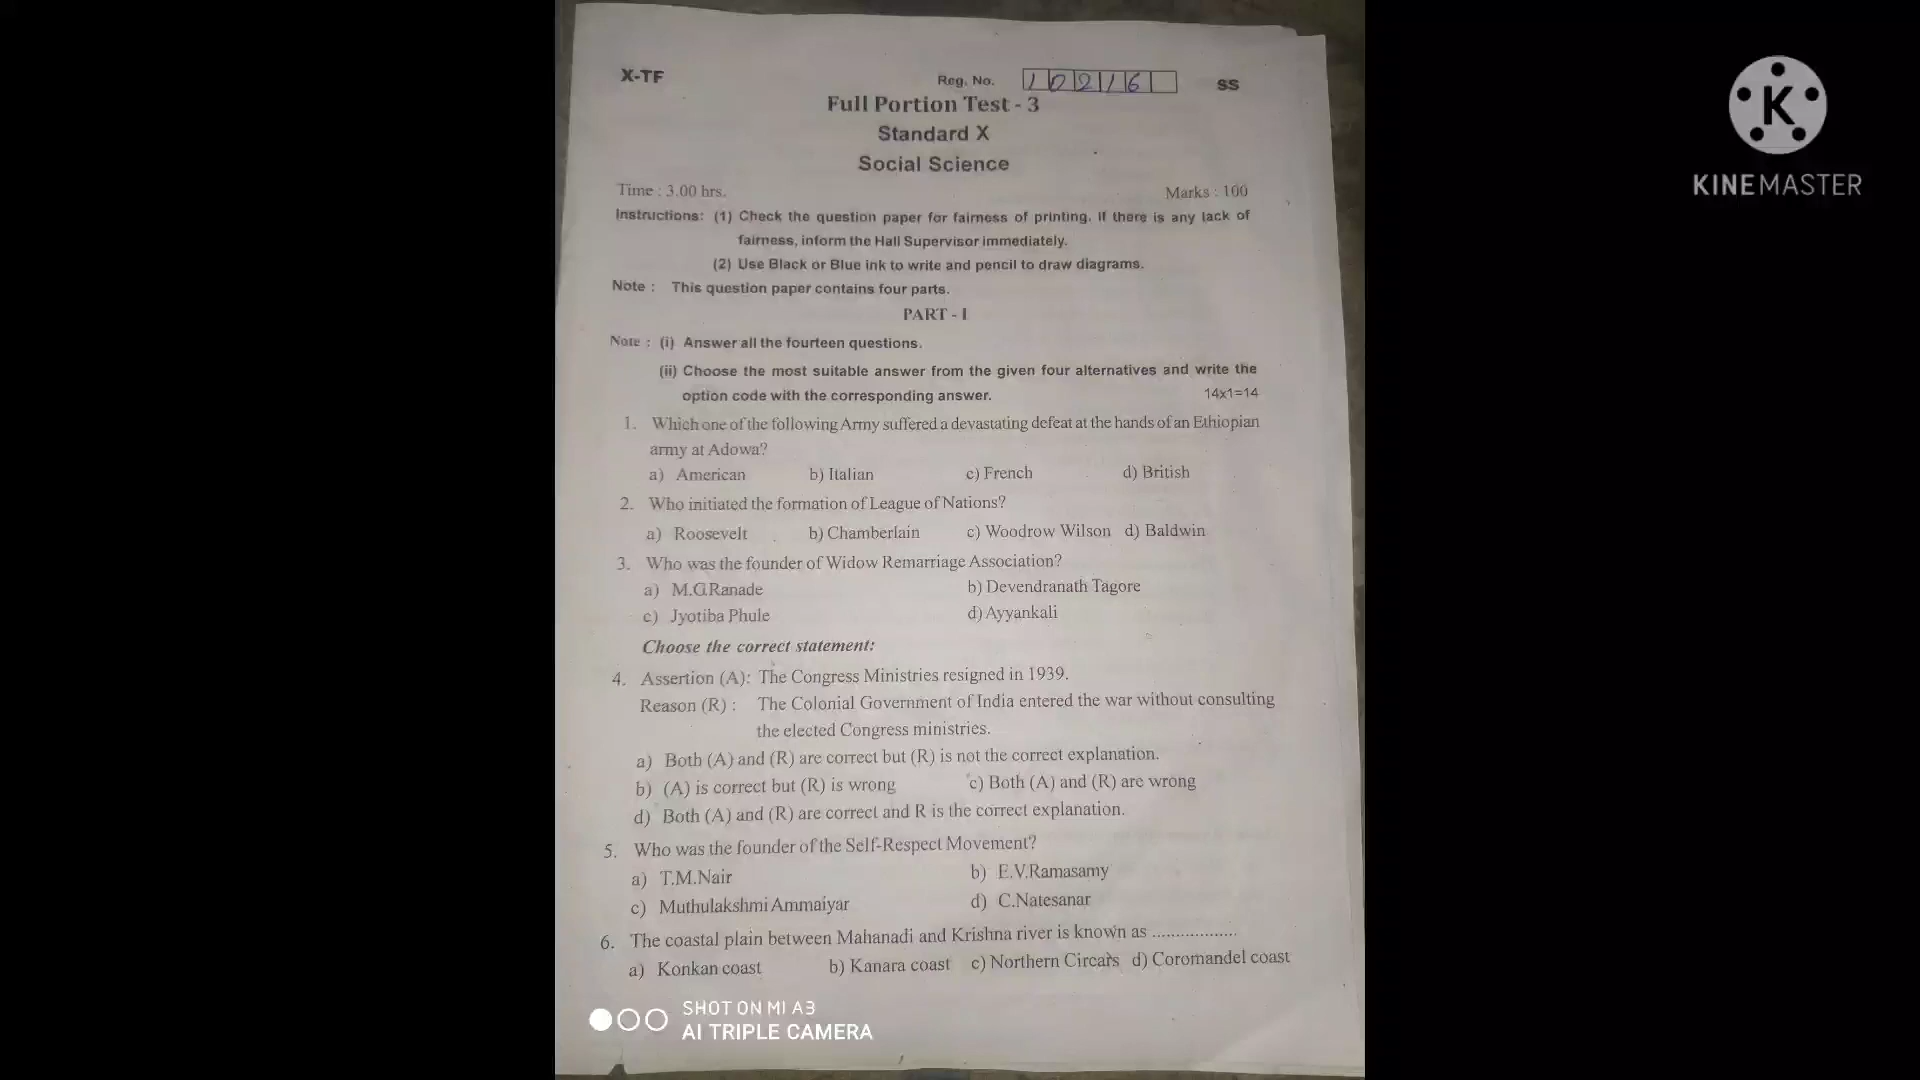 X-TF
Reg. No. 10216
SS
Full Portion Test - 3
Standard X
Social Science
Time : 3.00 hrs.
Marks : 100
Instructions: (1) Check the question paper for fairness of printing. If there is any lack of
fairness, inform the Hall Supervisor immediately.
(2) Use Black or Blue ink to write and pencil to draw diagrams.
Note : This question paper contains four parts.
PART - I
Note : (i) Answer all the fourteen questions.
(ii) Choose the most suitable answer from the given four alternatives and write the
option code with the corresponding answer. 14x1=14
1. Which one of the following Army suffered a devastating defeat at the hands of an Ethiopian
army at Adowa?
a) American b) Italian c) French d) British
2. Who initiated the formation of League of Nations?
a) Roosevelt b) Chamberlain c) Woodrow Wilson d) Baldwin
3. Who was the founder of Widow Remarriage Association?
a) M.G.Ranade b) Devendranath Tagore
c) Jyotiba Phule d) Ayyankali
Choose the correct statement:
4. Assertion (A): The Congress Ministries resigned in 1939.
Reason (R) : The Colonial Government of India entered the war without consulting
the elected Congress ministries.
a) Both (A) and (R) are correct but (R) is not the correct explanation.
b) (A) is correct but (R) is wrong c) Both (A) and (R) are wrong
d) Both (A) and (R) are correct and R is the correct explanation.
5. Who was the founder of the Self-Respect Movement?
a) T.M.Nair b) E.V.Ramasamy
c) Muthulakshmi Ammaiyar d) C.Natesanar
6. The coastal plain between Mahanadi and Krishna river is known as ..................
a) Konkan coast b) Kanara coast c) Northern Circars d) Coromandel coast
SHOT ON MI A3
AI TRIPLE CAMERA
K
KINEMASTER